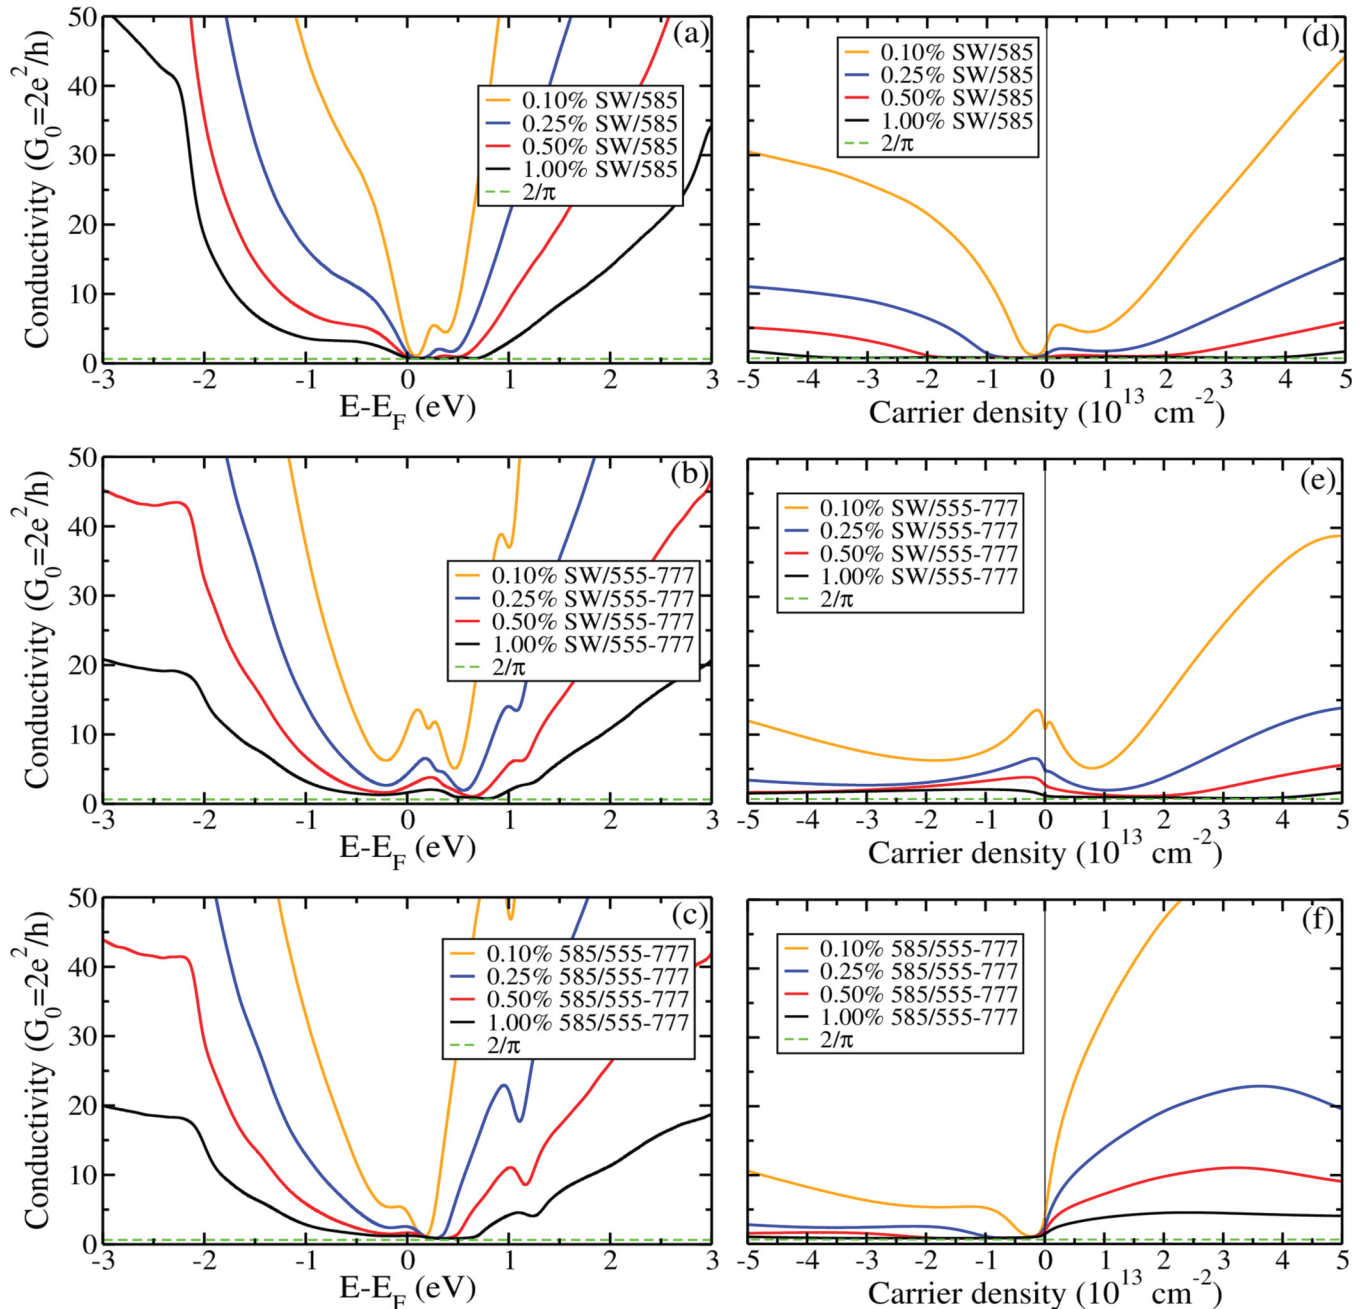 Conductivity (G0=2e2/h)
50
40
30
20
10
0
(a)
0.10% SW/585
0.25% SW/585
0.50% SW/585
1.00% SW/585
2/π
-3 -2 -1 0 1 2 3
E-EF (eV)
(d)
0.10% SW/585
0.25% SW/585
0.50% SW/585
1.00% SW/585
2/π
-5 -4 -3 -2 -1 0 1 2 3 4 5
Carrier density (10^13 cm^-2)
Conductivity (G0=2e2/h)
50
40
30
20
10
0
(b)
0.10% SW/555-777
0.25% SW/555-777
0.50% SW/555-777
1.00% SW/555-777
2/π
-3 -2 -1 0 1 2 3
E-EF (eV)
(e)
0.10% SW/555-777
0.25% SW/555-777
0.50% SW/555-777
1.00% SW/555-777
2/π
-5 -4 -3 -2 -1 0 1 2 3 4 5
Carrier density (10^13 cm^-2)
Conductivity (G0=2e2/h)
50
40
30
20
10
0
(c)
0.10% 585/555-777
0.25% 585/555-777
0.50% 585/555-777
1.00% 585/555-777
2/π
-3 -2 -1 0 1 2 3
E-EF (eV)
(f)
0.10% 585/555-777
0.25% 585/555-777
0.50% 585/555-777
1.00% 585/555-777
2/π
-5 -4 -3 -2 -1 0 1 2 3 4 5
Carrier density (10^13 cm^-2)